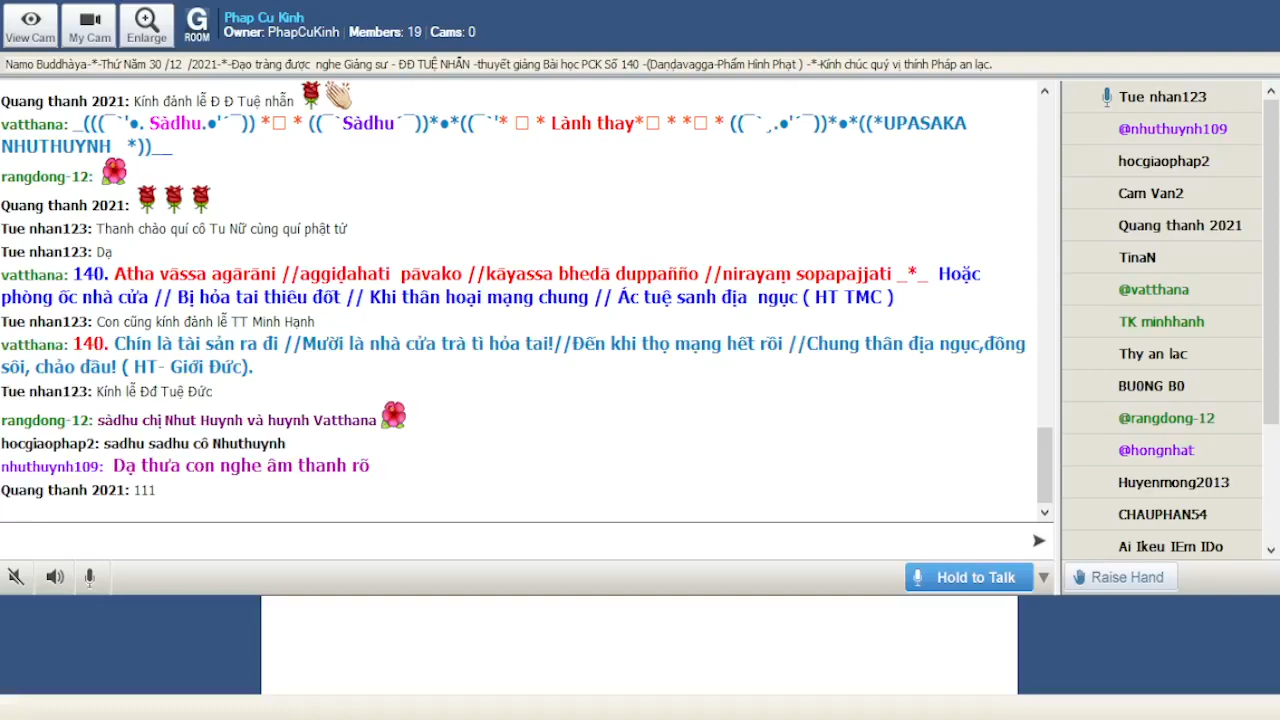 View Cam
My Cam
Enlarge
G
ROOM
Phap Cu Kinh
Owner: PhapCuKinh | Members: 19 | Cams: 0
Namo Buddhàya-*-Thứ Năm 30 /12 /2021-*-Đạo tràng được nghe Giảng sư - ĐĐ TUỆ NHẪN -thuyết giảng Bài học PCK Số 140 -(Daṇḍavagga-Phẩm Hình Phạt ) -*-Kính chúc quý vị thính Pháp an lạc.
Quang thanh 2021: Kính đảnh lễ Đ Đ Tuệ nhẫn
vatthana: _(((¯`'•. Sàdhu.•'´¯)) *□ * ((¯`Sàdhu´¯))*•*((¯`'* □ * Lành thay*□ * *□ * ((¯`¸.•'´¯))*•*((*UPASAKA
NHUTHUYNH *))__
rangdong-12:
Quang thanh 2021:
Tue nhan123: Thanh chào quí cô Tu Nữ cùng quí phật tử
Tue nhan123: Dạ
vatthana: 140. Atha vāssa agārāni //aggiḍahati pāvako //kāyassa bhedā duppañño //nirayaṃ sopapajjati _*_ Hoặc
phòng ốc nhà cửa // Bị hỏa tai thiêu đốt // Khi thân hoại mạng chung // Ác tuệ sanh địa ngục ( HT TMC )
Tue nhan123: Con cũng kính đảnh lễ TT Minh Hạnh
vatthana: 140. Chín là tài sản ra đi //Mười là nhà cửa trà tì hỏa tai!//Đến khi thọ mạng hết rồi //Chung thân địa ngục,đồng
sôi, chảo dầu! ( HT- Giới Đức).
Tue nhan123: Kính lễ Đđ Tuệ Đức
rangdong-12: sàdhu chị Nhut Huynh và huynh Vatthana
hocgiaophap2: sadhu sadhu cô Nhuthuynh
nhuthuynh109: Dạ thưa con nghe âm thanh rõ
Quang thanh 2021: 111
Hold to Talk
Tue nhan123
@nhuthuynh109
hocgiaophap2
Cam Van2
Quang thanh 2021
TinaN
@vatthana
TK minhhanh
Thy an lac
BU0NG B0
@rangdong-12
@hongnhat
Huyenmong2013
CHAUPHAN54
Ai Ikeu IEm IDo
Raise Hand